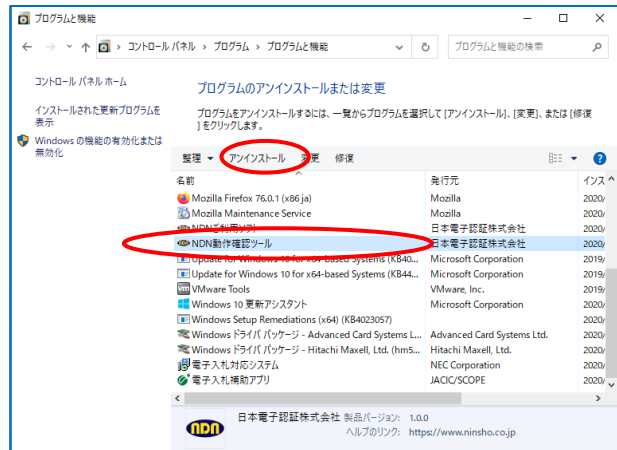 プログラムと機能
コントロール パネル › プログラム › プログラムと機能
プログラムと機能の検索
コントロール パネル ホーム
インストールされた更新プログラムを
表示
Windows の機能の有効化または
無効化
プログラムのアンインストールまたは変更
プログラムをアンインストールするには、一覧からプログラムを選択して [アンインストール]、[変更]、または [修復
] をクリックします。
整理 アンインストール 変更 修復
名前 発行元 インス
Mozilla Firefox 76.0.1 (x86 ja) Mozilla 2020/
Mozilla Maintenance Service Mozilla 2020/
NDNご利用ソフト 日本電子認証株式会社 2020/
NDN動作確認ツール 日本電子認証株式会社 2020/
Update for Windows 10 for x64-based Systems (KB40... Microsoft Corporation 2019/
Update for Windows 10 for x64-based Systems (KB44... Microsoft Corporation 2019/
VMware Tools VMware, Inc. 2019/
Windows 10 更新アシスタント Microsoft Corporation 2020/
Windows Setup Remediations (x64) (KB4023057) 2020/
Windows ドライバ パッケージ - Advanced Card Systems L... Advanced Card Systems Ltd. 2020/
Windows ドライバ パッケージ - Hitachi Maxell, Ltd. (hm5... Hitachi Maxell, Ltd. 2020/
電子入札対応システム NEC Corporation 2020/
電子入札補助アプリ JACIC/SCOPE 2020/
NDN
日本電子認証株式会社 製品バージョン: 1.0.0
ヘルプのリンク: https://www.ninsho.co.jp